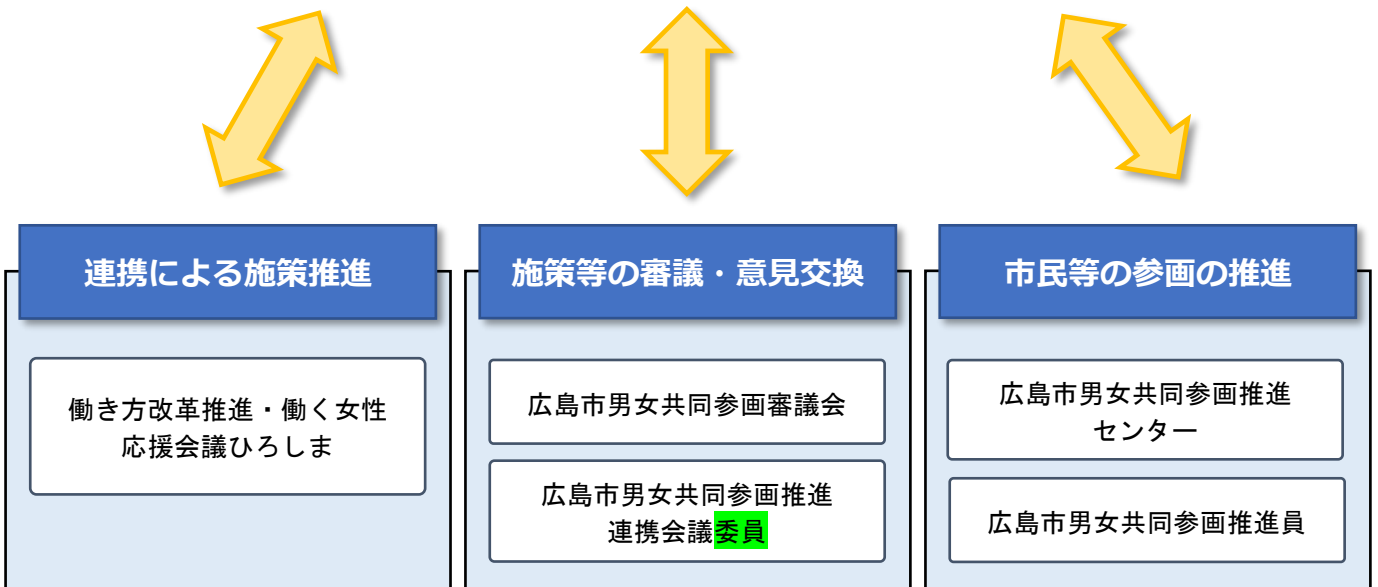 連携による施策推進
働き方改革推進・働く女性
応援会議ひろしま
施策等の審議・意見交換
広島市男女共同参画審議会
広島市男女共同参画推進
連携会議委員
市民等の参画の推進
広島市男女共同参画推進
センター
広島市男女共同参画推進員